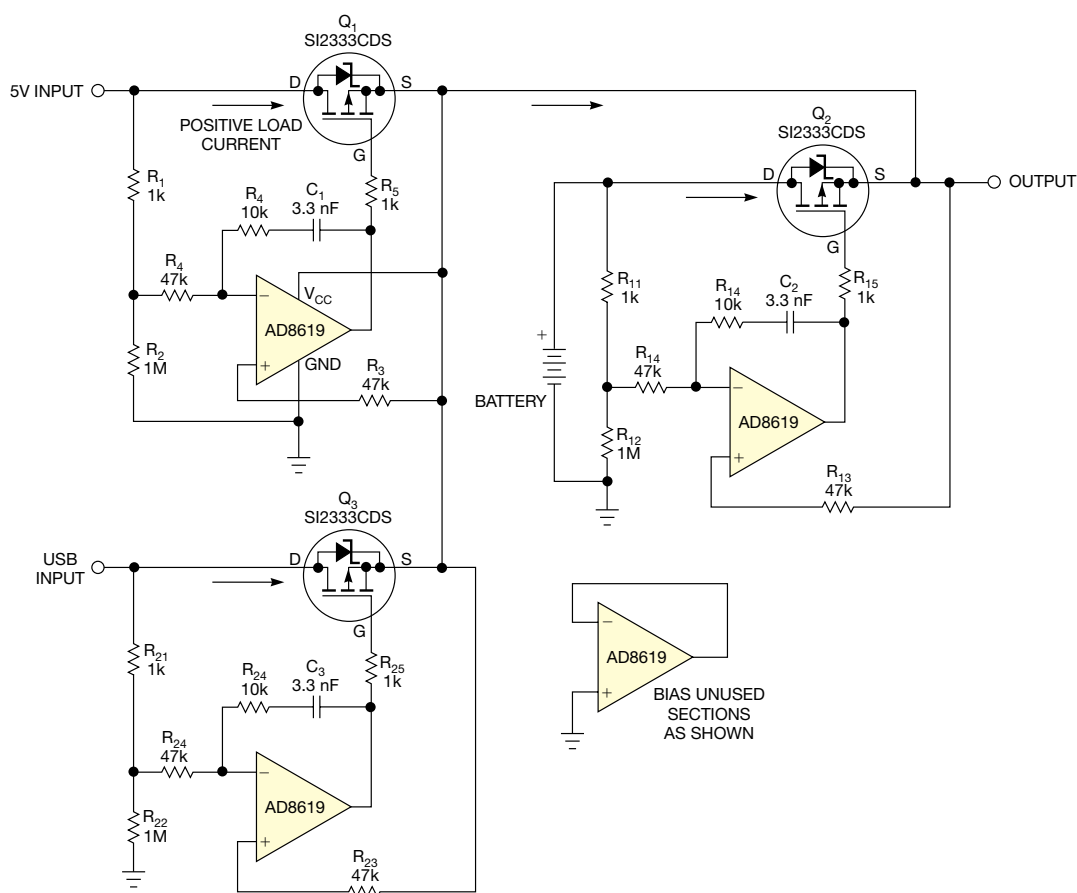 Q1
SI2333CDS
5V INPUT
D
S
G
POSITIVE LOAD
CURRENT
R1
1k
R4
10k
C1
3.3 nF
R5
1k
R4
47k
−
VCC
AD8619
+
GND
R2
1M
R3
47k
Q2
SI2333CDS
D
S
G
OUTPUT
R11
1k
R14
10k
C2
3.3 nF
R15
1k
+
BATTERY
R14
47k
−
AD8619
+
R12
1M
R13
47k
Q3
SI2333CDS
USB
INPUT
D
S
G
R21
1k
R24
10k
C3
3.3 nF
R25
1k
R24
47k
−
AD8619
+
R22
1M
R23
47k
−
AD8619
+
BIAS UNUSED
SECTIONS
AS SHOWN